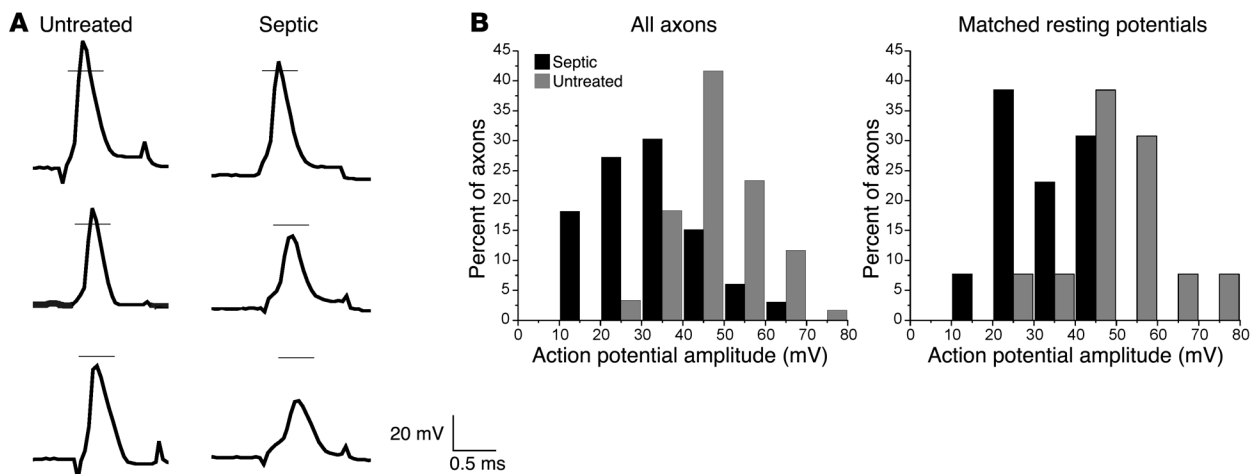 A Untreated Septic
20 mV
0.5 ms
B
All axons
Septic
Untreated
Percent of axons
45
40
35
30
25
20
15
10
5
0
0 10 20 30 40 50 60 70 80
Action potential amplitude (mV)
Matched resting potentials
Percent of axons
45
40
35
30
25
20
15
10
5
0
0 10 20 30 40 50 60 70 80
Action potential amplitude (mV)